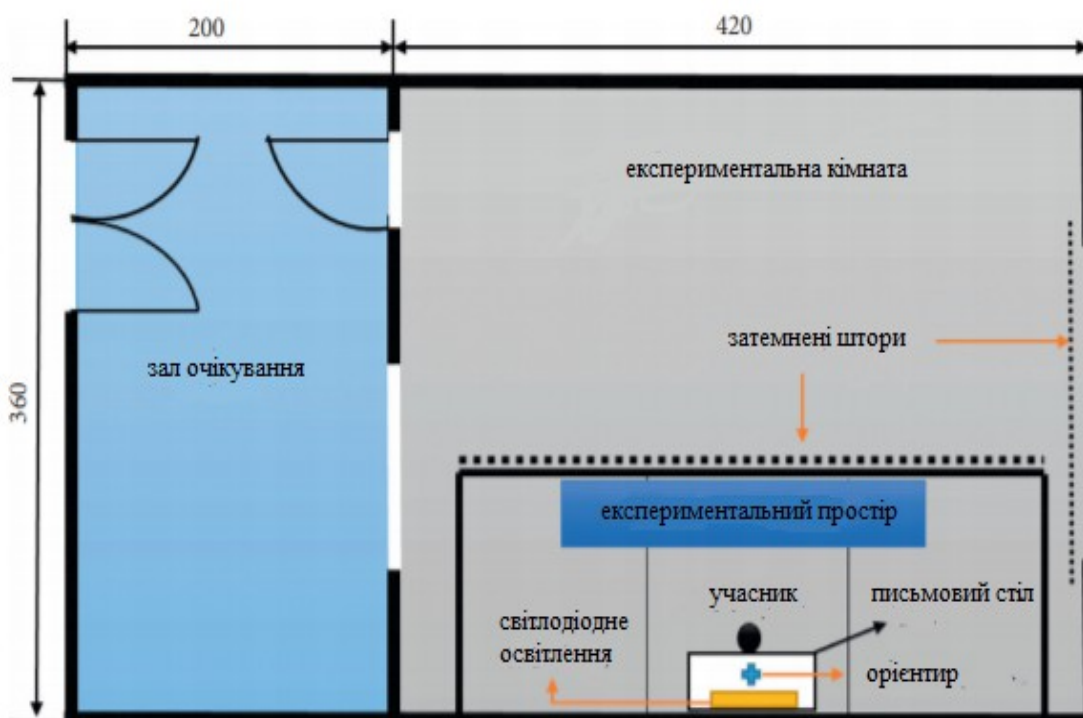 200
420
експериментальна кімната
затемнені штори
зал очікування
360
експериментальний простір
учасник
письмовий стіл
світлодіодне
освітлення
орієнтир